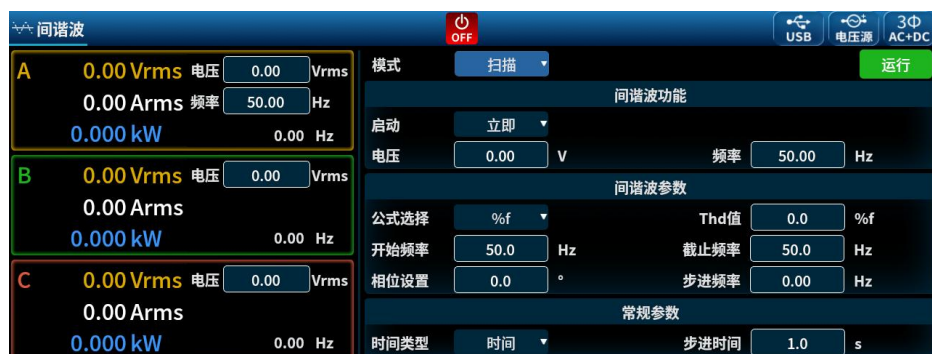 间谐波 OFF USB 电压源 3Φ AC+DC
A 0.00 Vrms 电压 0.00 Vrms
0.00 Arms 频率 50.00 Hz
0.000 kW 0.00 Hz
B 0.00 Vrms 电压 0.00 Vrms
0.00 Arms
0.000 kW 0.00 Hz
C 0.00 Vrms 电压 0.00 Vrms
0.00 Arms
0.000 kW 0.00 Hz
模式 扫描 运行
间谐波功能
启动 立即
电压 0.00 V 频率 50.00 Hz
间谐波参数
公式选择 %f Thd值 0.0 %f
开始频率 50.0 Hz 截止频率 50.0 Hz
相位设置 0.0 ° 步进频率 0.00 Hz
常规参数
时间类型 时间 步进时间 1.0 s